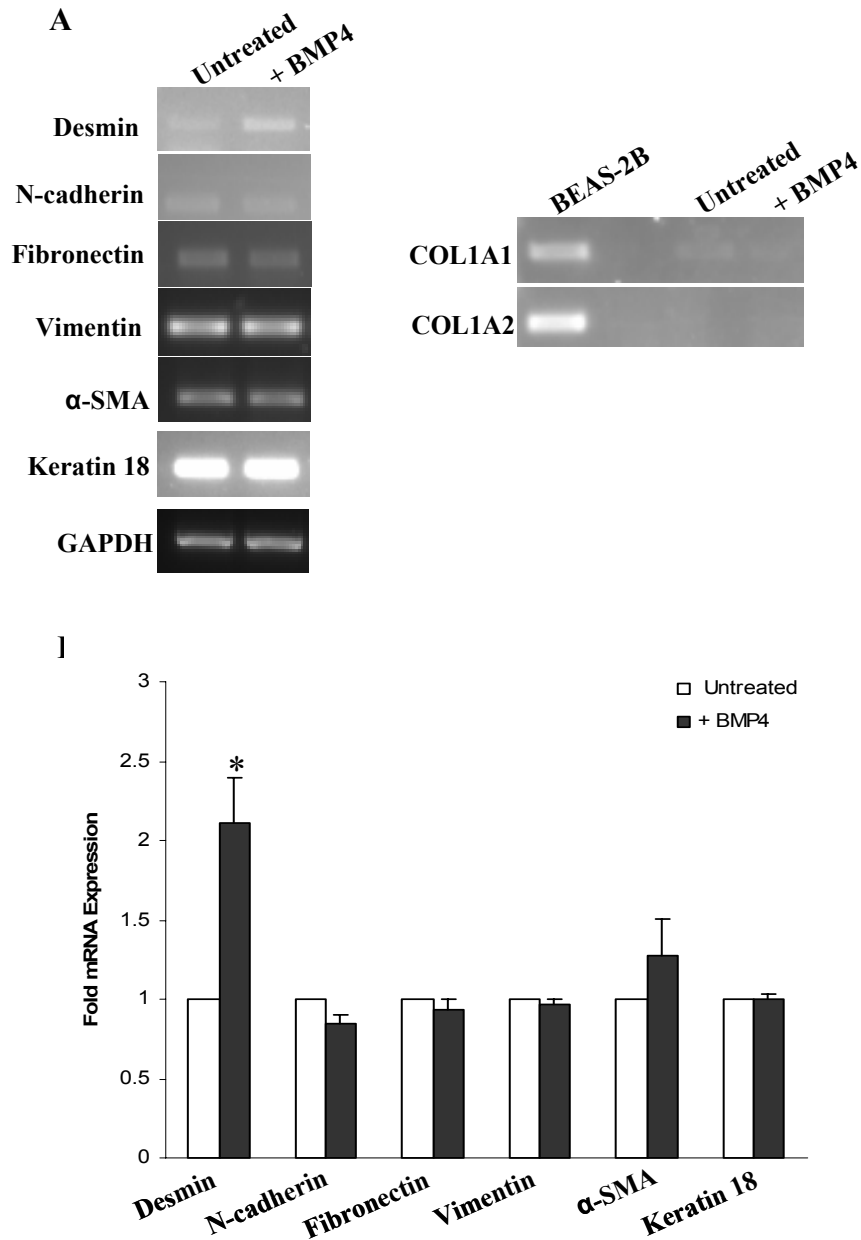 A
Untreated
+ BMP4
Desmin
N-cadherin
Fibronectin
Vimentin
α-SMA
Keratin 18
GAPDH
BEAS-2B
Untreated
+ BMP4
COL1A1
COL1A2
3
2.5
2
1.5
1
0.5
0
Fold mRNA Expression
Untreated
+ BMP4
*
Desmin
N-cadherin
Fibronectin
Vimentin
α-SMA
Keratin 18